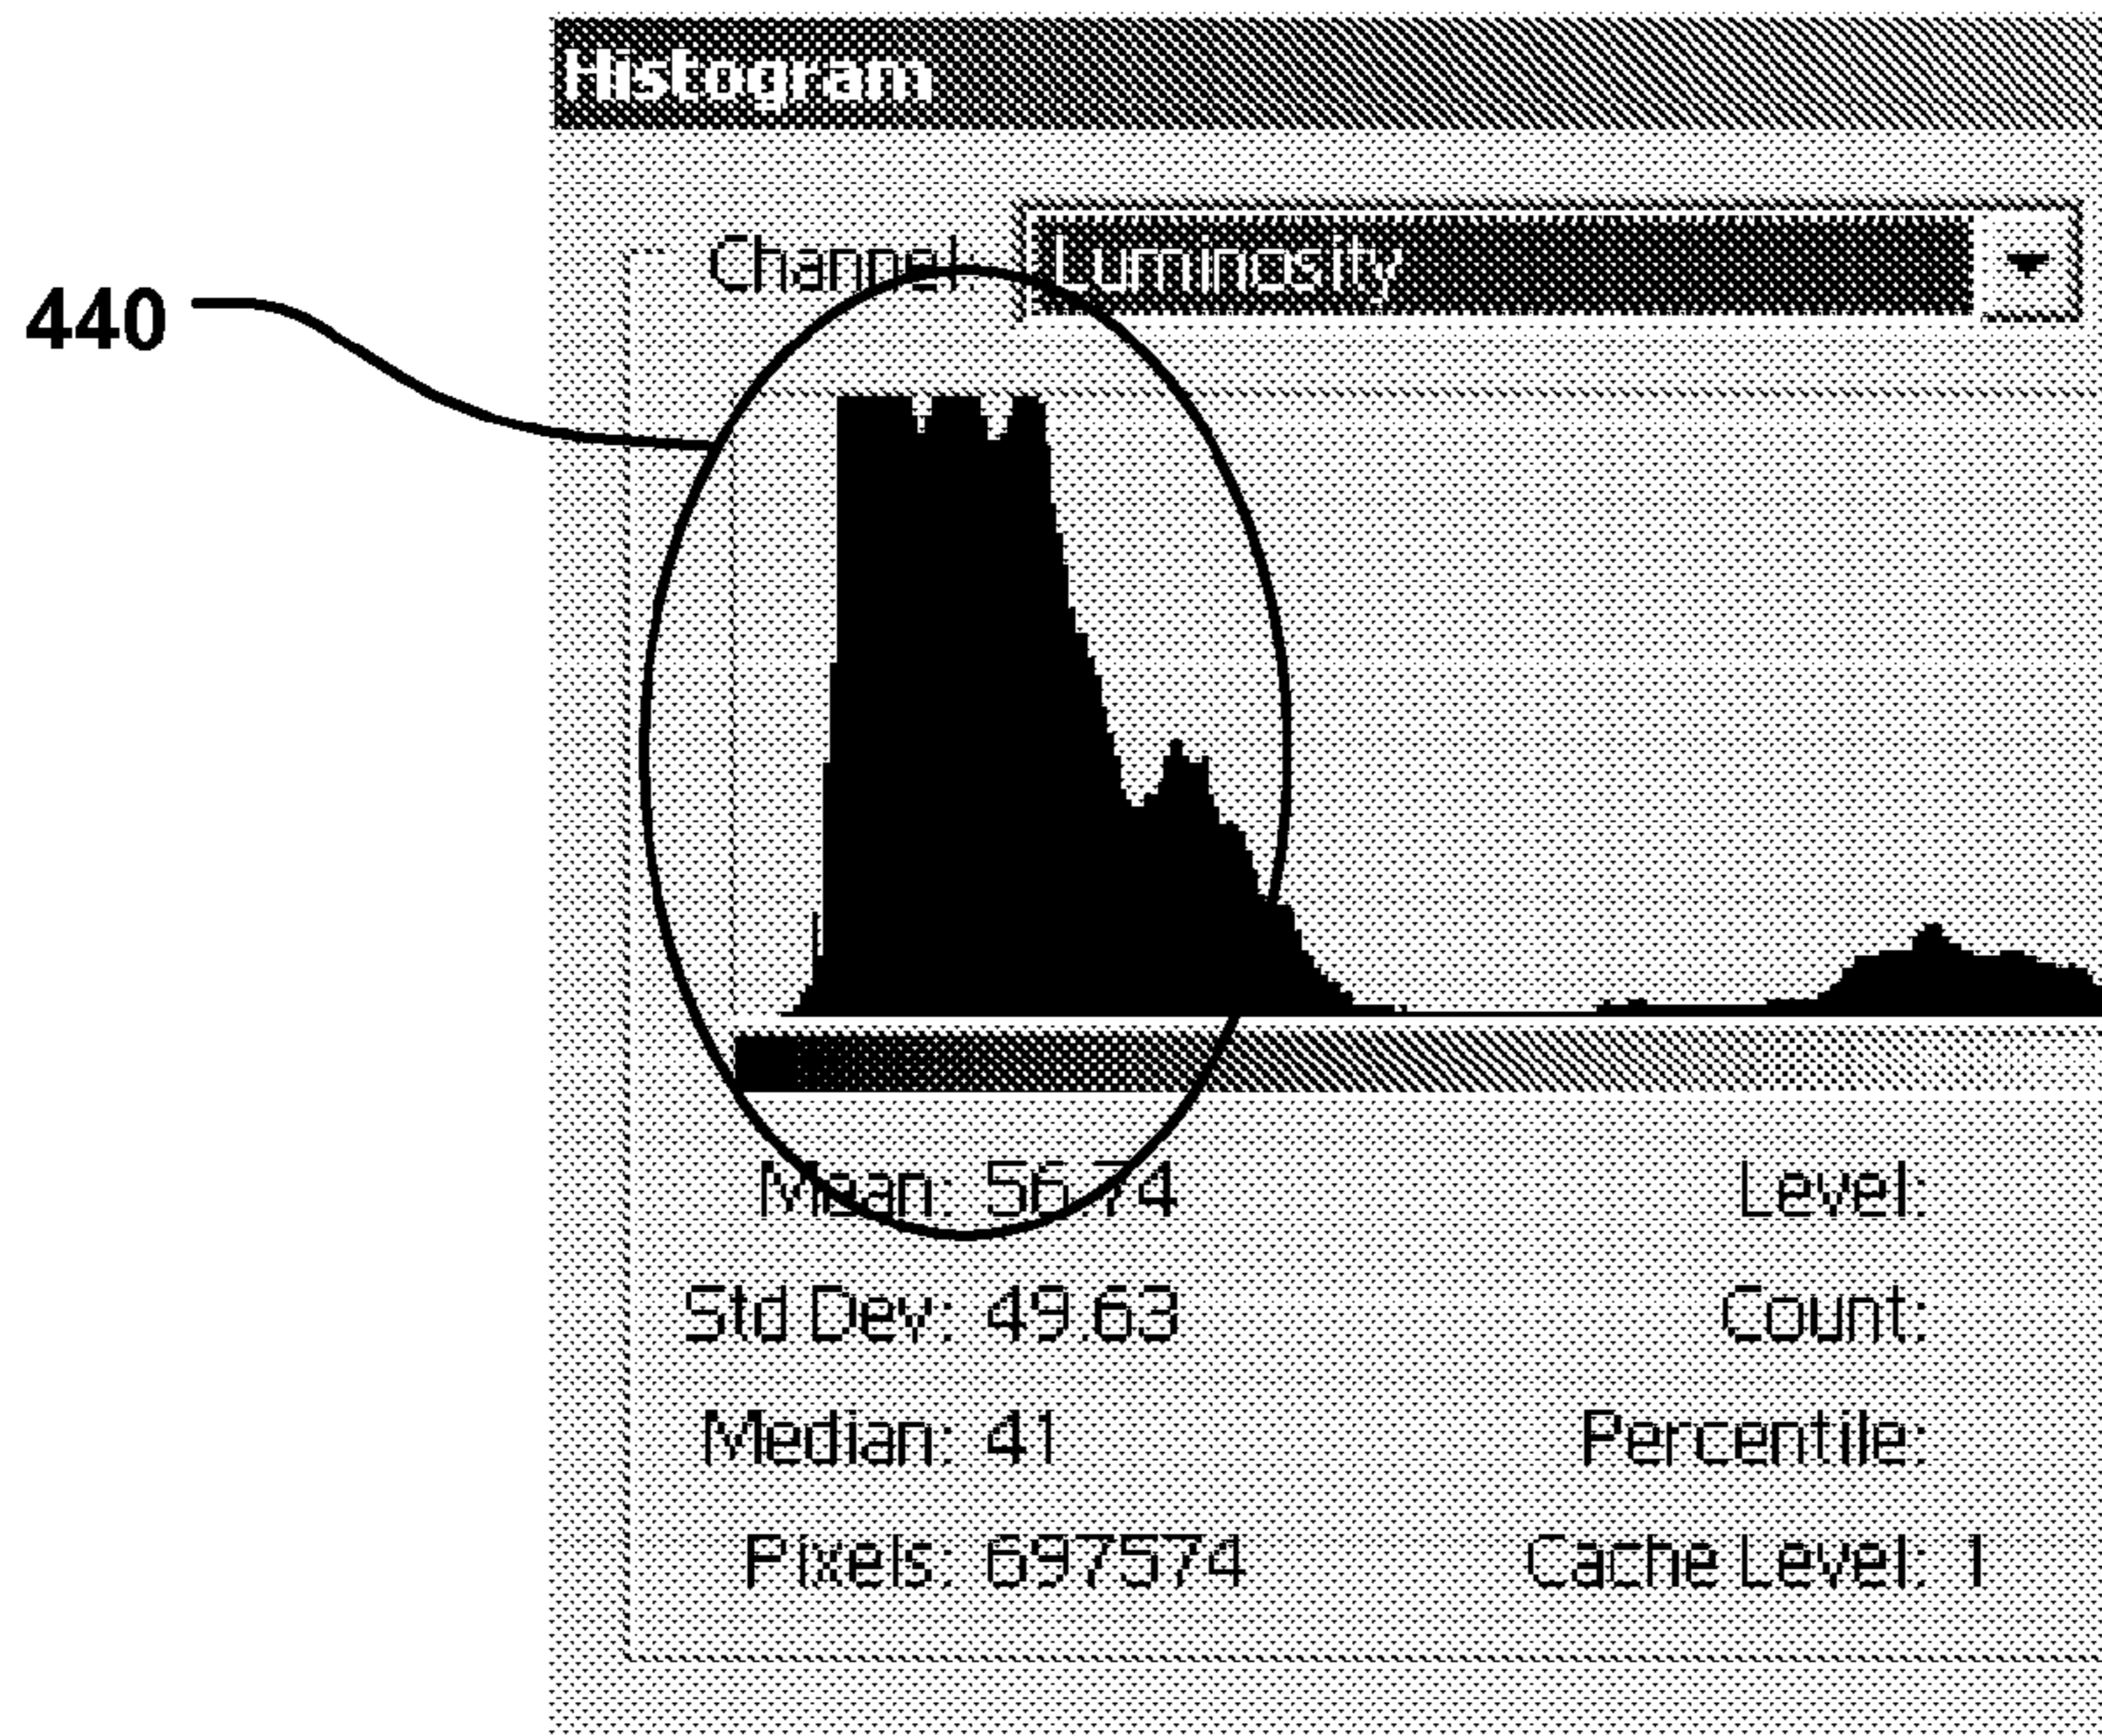 Histogram
Channel: Luminosity
440
Mean: 56.74 Level:
Std Dev: 49.63 Count:
Median: 41 Percentile:
Pixels: 697574 Cache Level: 1